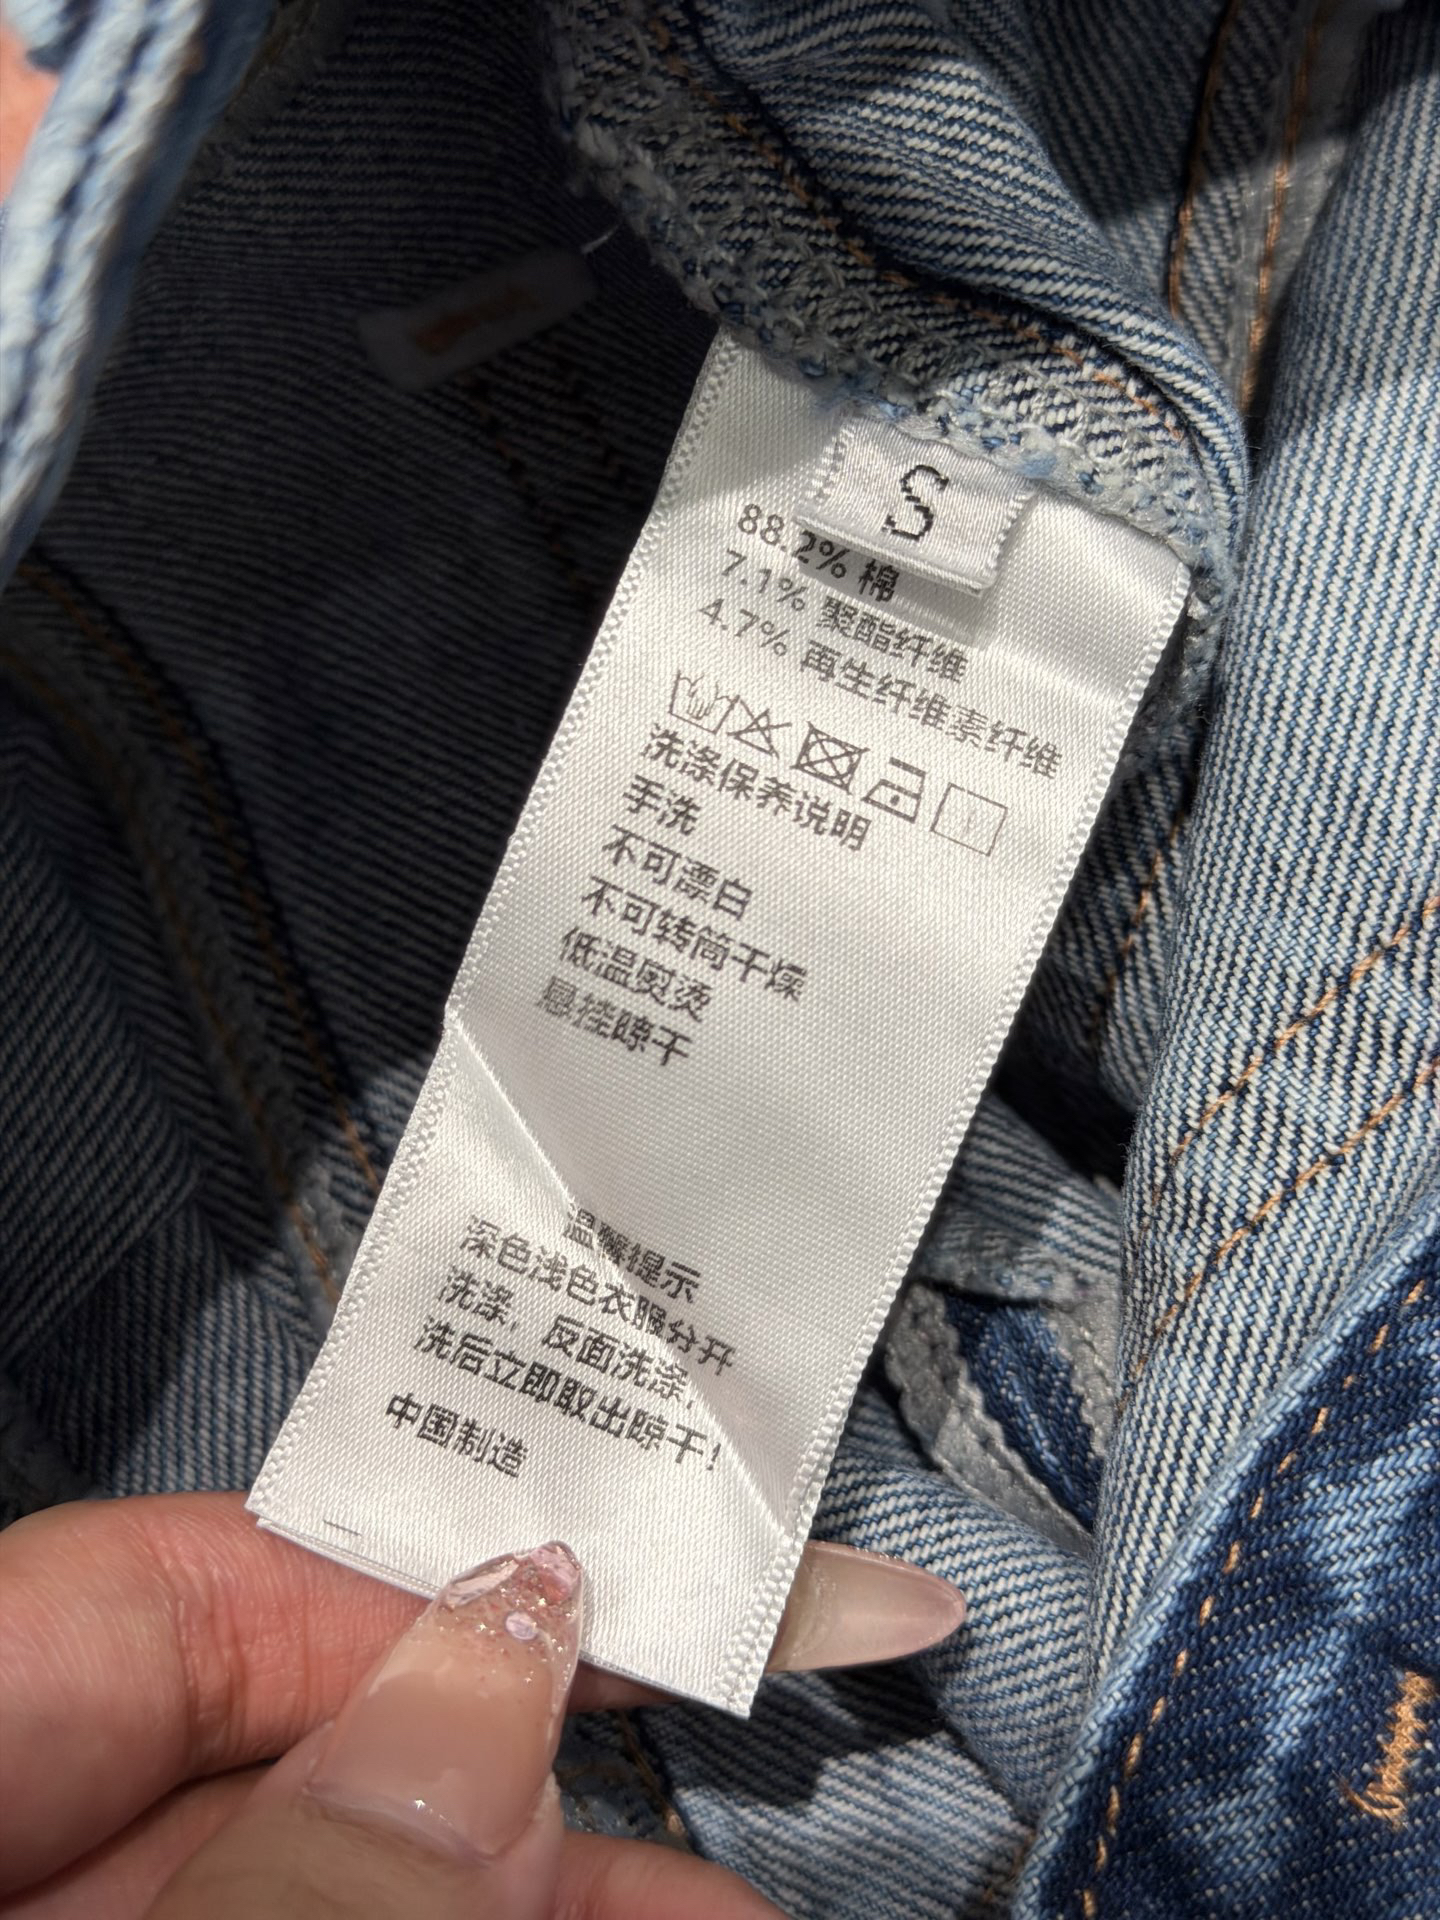 S
88.2% 棉
7.1% 聚酯纤维
4.7% 再生纤维素纤维
洗涤保养说明
手洗
不可漂白
不可转筒干燥
低温熨烫
悬挂晾干
温馨提示
深色浅色衣服分开
洗涤，反面洗涤，
洗后立即取出晾干！
中国制造